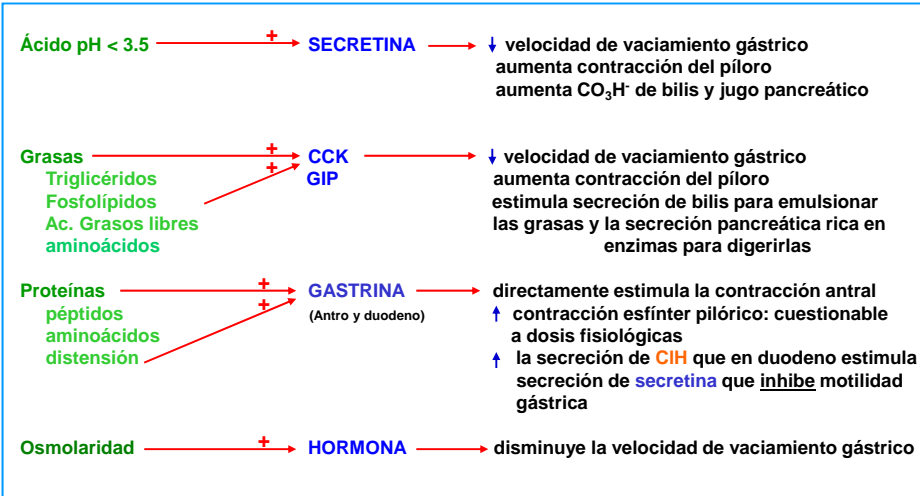 Ácido pH < 3.5 + SECRETINA ↓ velocidad de vaciamiento gástrico
aumenta contracción del píloro
aumenta CO₃H⁻ de bilis y jugo pancreático
Grasas + CCK ↓ velocidad de vaciamiento gástrico
Triglicéridos + GIP aumenta contracción del píloro
Fosfolípidos estimula secreción de bilis para emulsionar
Ac. Grasos libres las grasas y la secreción pancreática rica en
aminoácidos enzimas para digerirlas
Proteínas + GASTRINA directamente estimula la contracción antral
péptidos + (Antro y duodeno) ↑ contracción esfínter pilórico: cuestionable
aminoácidos a dosis fisiológicas
distensión ↑ la secreción de ClH que en duodeno estimula
secreción de secretina que inhibe motilidad
gástrica
Osmolaridad + HORMONA disminuye la velocidad de vaciamiento gástrico